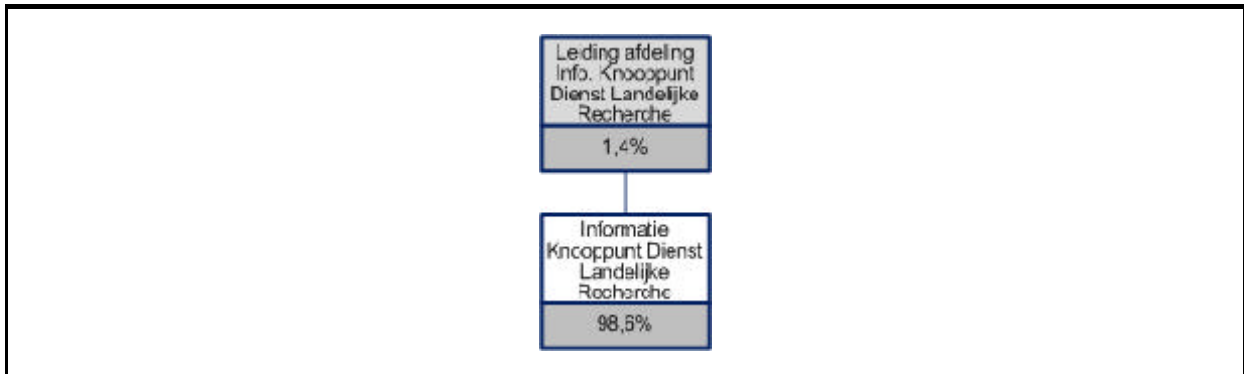 Leiding afdeling
Info. Knooppunt
Dienst Landelijke
Recherche
1,4%
Informatie
Knooppunt Dienst
Landelijke
Recherche
98,6%